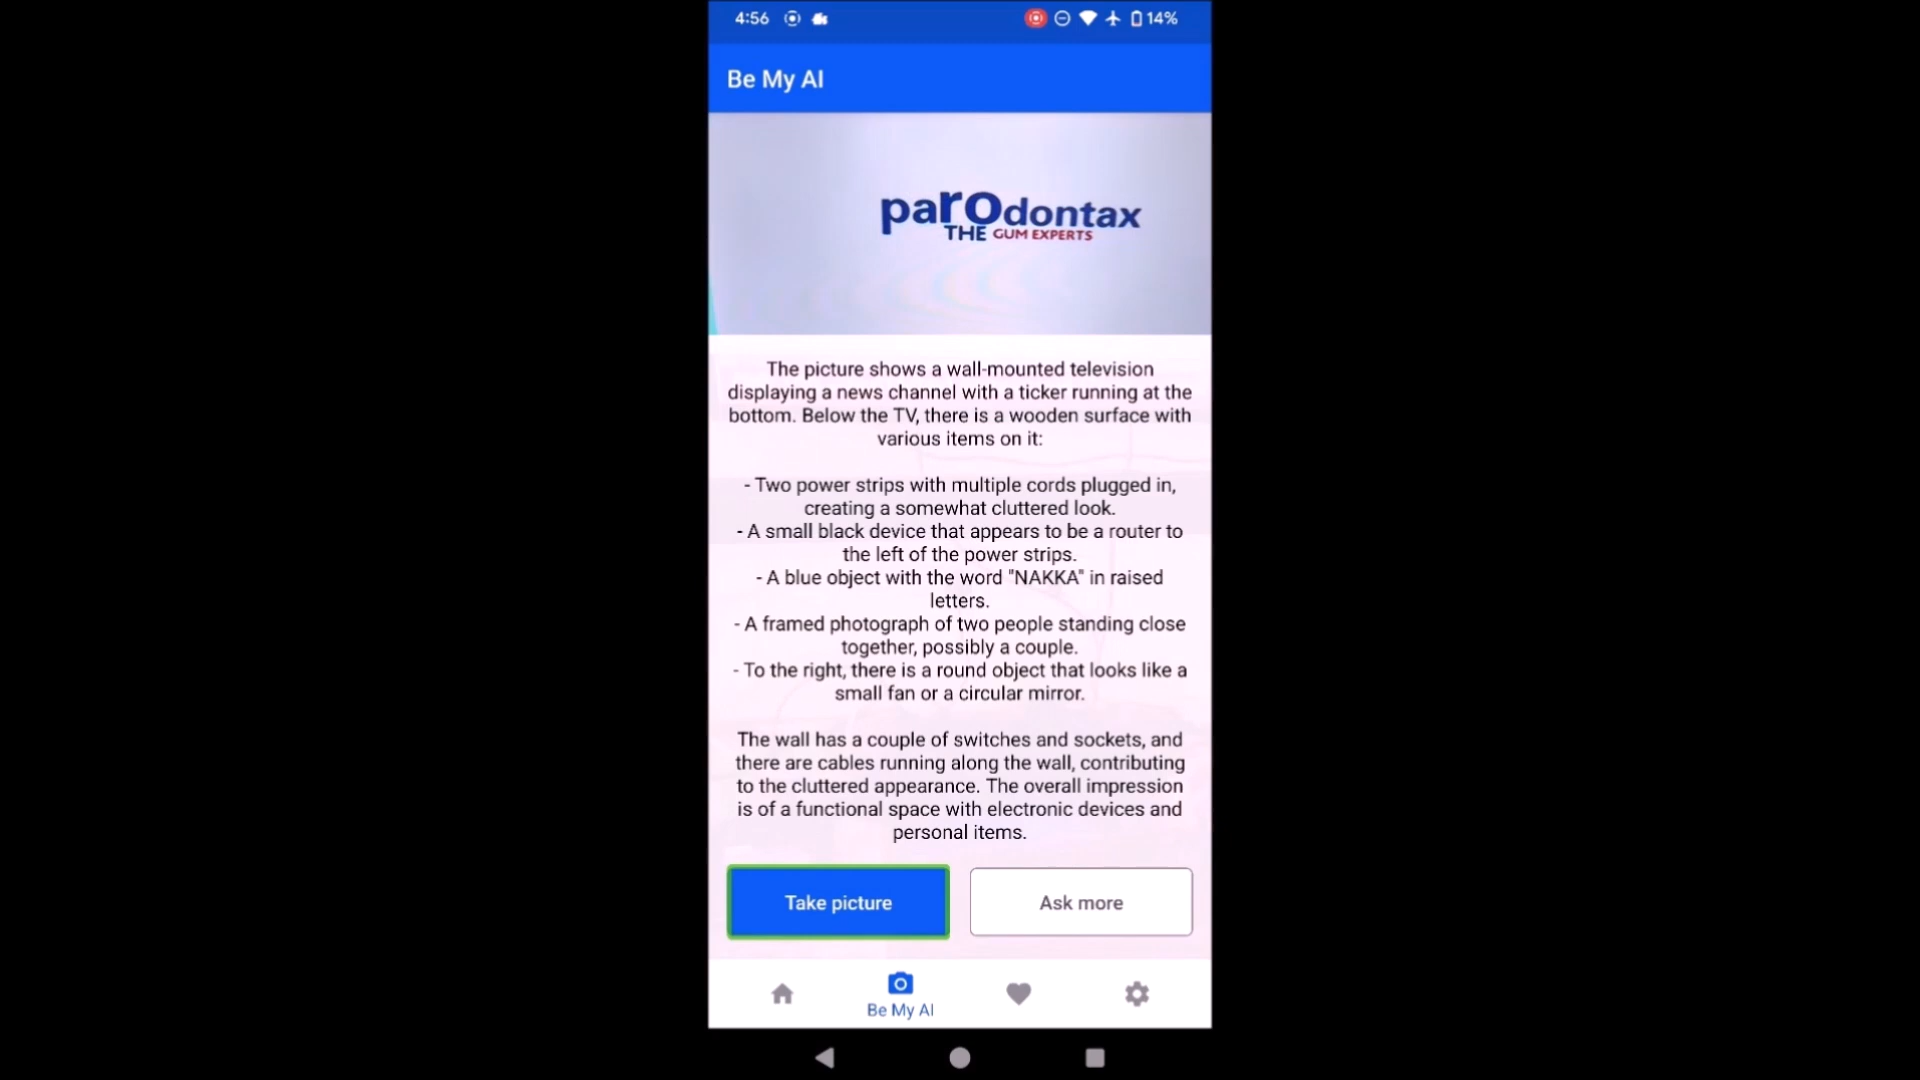 4:56
14%
Be My AI
parodontax
THE GUM EXPERTS
The picture shows a wall-mounted television
displaying a news channel with a ticker running at the
bottom. Below the TV, there is a wooden surface with
various items on it:
- Two power strips with multiple cords plugged in,
creating a somewhat cluttered look.
- A small black device that appears to be a router to
the left of the power strips.
- A blue object with the word "NAKKA" in raised
letters.
- A framed photograph of two people standing close
together, possibly a couple.
- To the right, there is a round object that looks like a
small fan or a circular mirror.
The wall has a couple of switches and sockets, and
there are cables running along the wall, contributing
to the cluttered appearance. The overall impression
is of a functional space with electronic devices and
personal items.
Take picture
Ask more
Be My AI